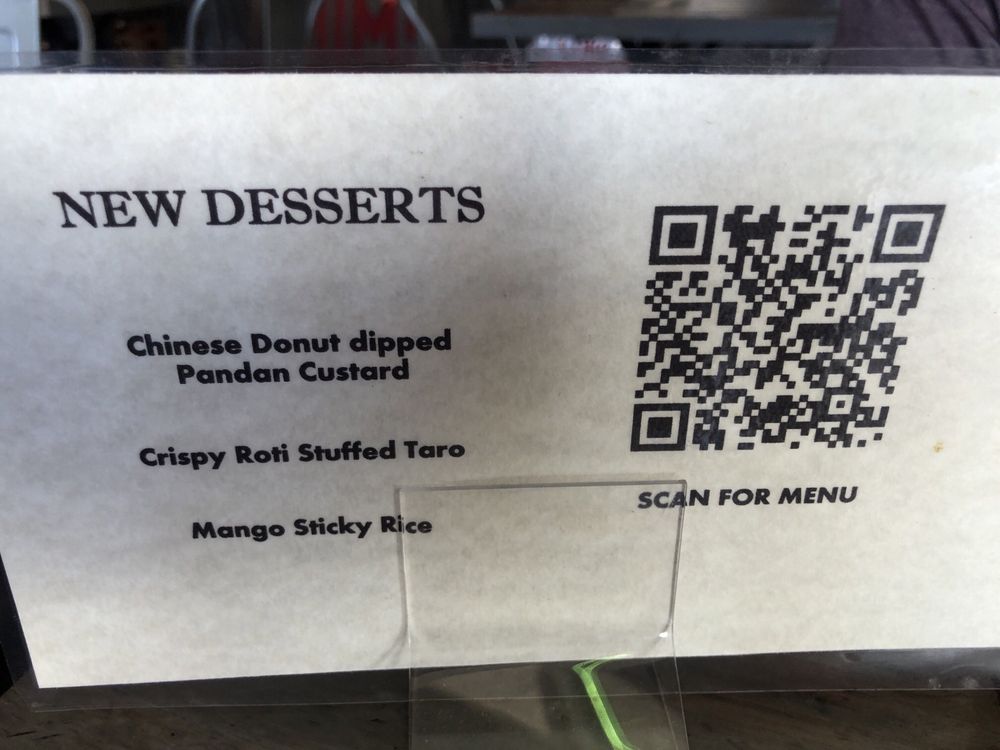 NEW DESSERTS
Chinese Donut dipped
Pandan Custard
Crispy Roti Stuffed Taro
Mango Sticky Rice
SCAN FOR MENU